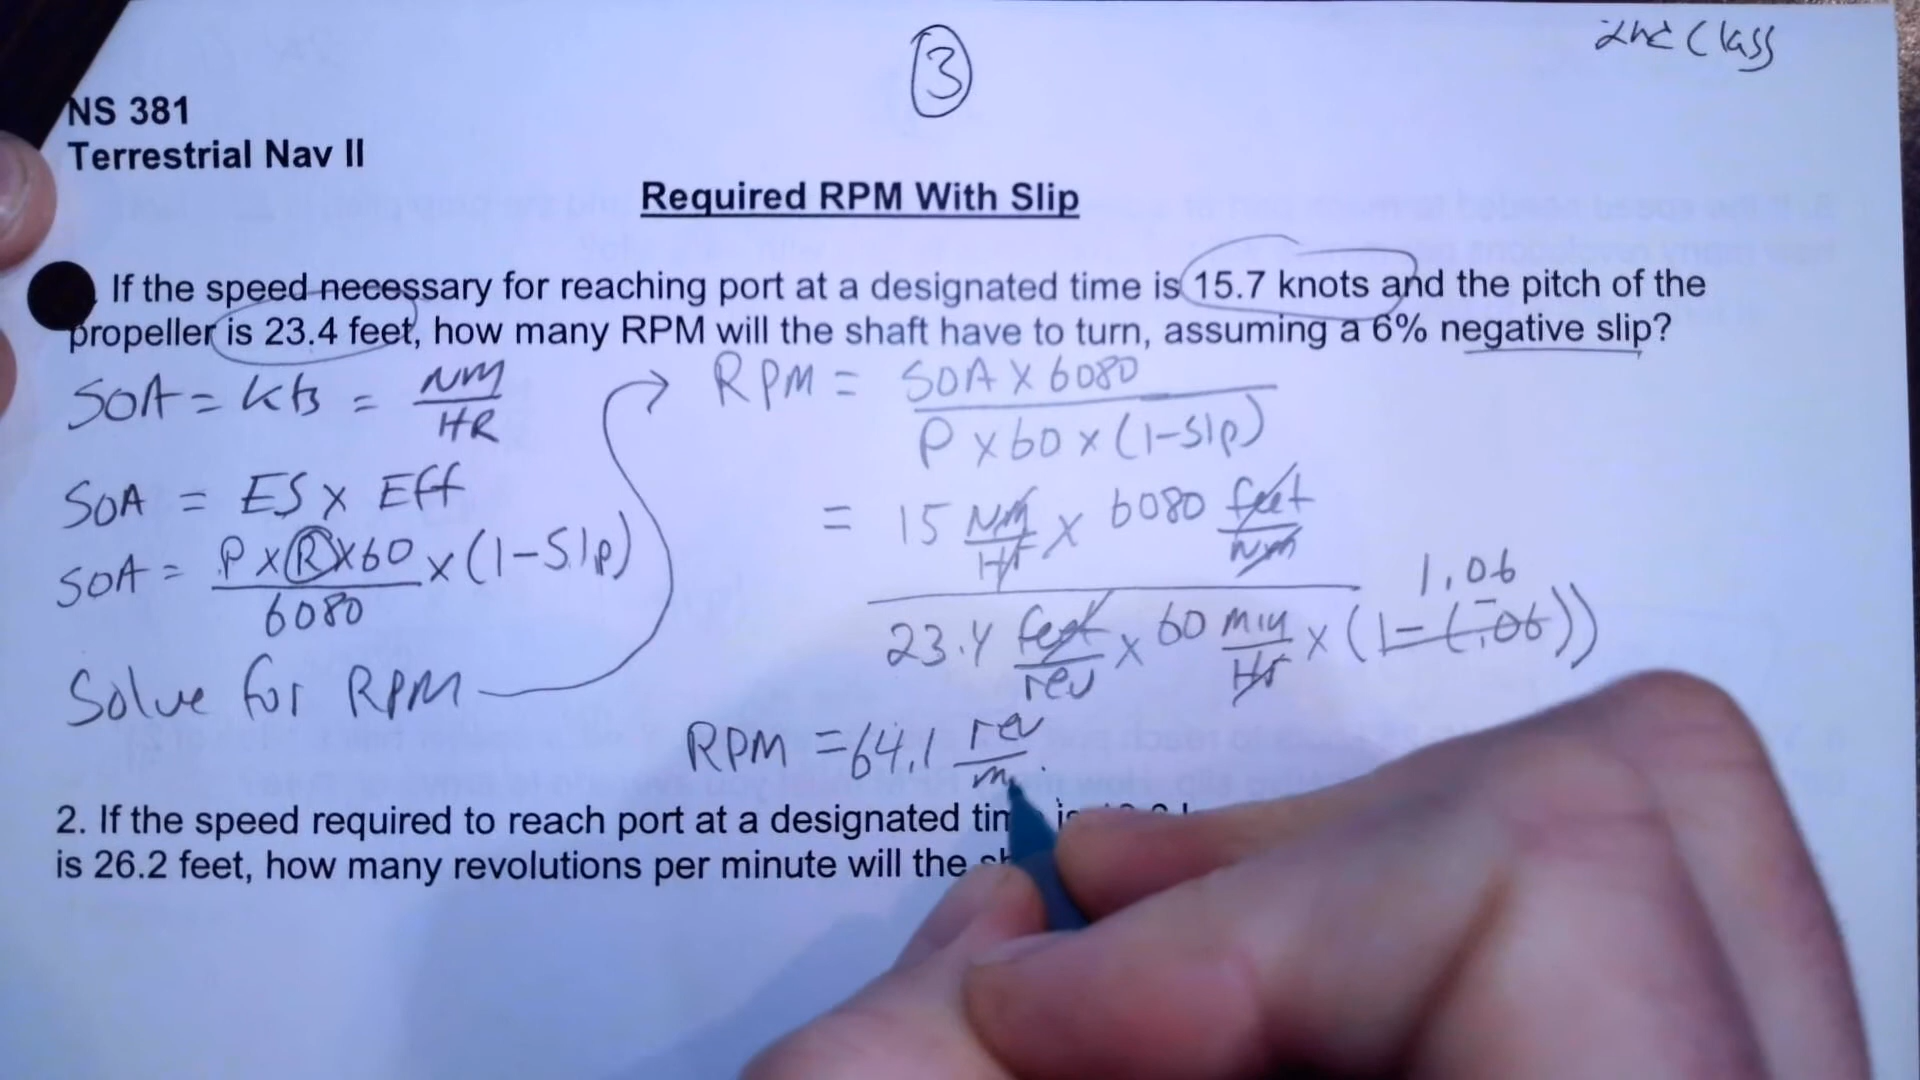 2nd Class
3
NS 381
Terrestrial Nav II
Required RPM With Slip
If the speed necessary for reaching port at a designated time is 15.7 knots and the pitch of the
propeller is 23.4 feet, how many RPM will the shaft have to turn, assuming a 6% negative slip?
SOA = kts = NM / HR
SOA = ES x Eff
SOA = P x R x 60 / 6080 x (1-Slp)
Solve for RPM
RPM = SOA x 6080
P x 60 x (1-Slp)
= 15 NM/Hr x 6080 feet/NM
1.06
23.4 feet/rev x 60 min/Hr x (1-(-.06))
RPM = 64.1 rev/m
2. If the speed required to reach port at a designated
is 26.2 feet, how many revolutions per minute will the